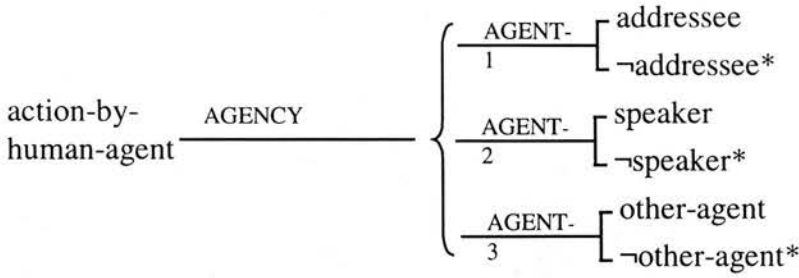 AGENT-
1
addressee
¬addressee*
action-by-
human-agent
AGENCY
AGENT-
2
speaker
¬speaker*
AGENT-
3
other-agent
¬other-agent*